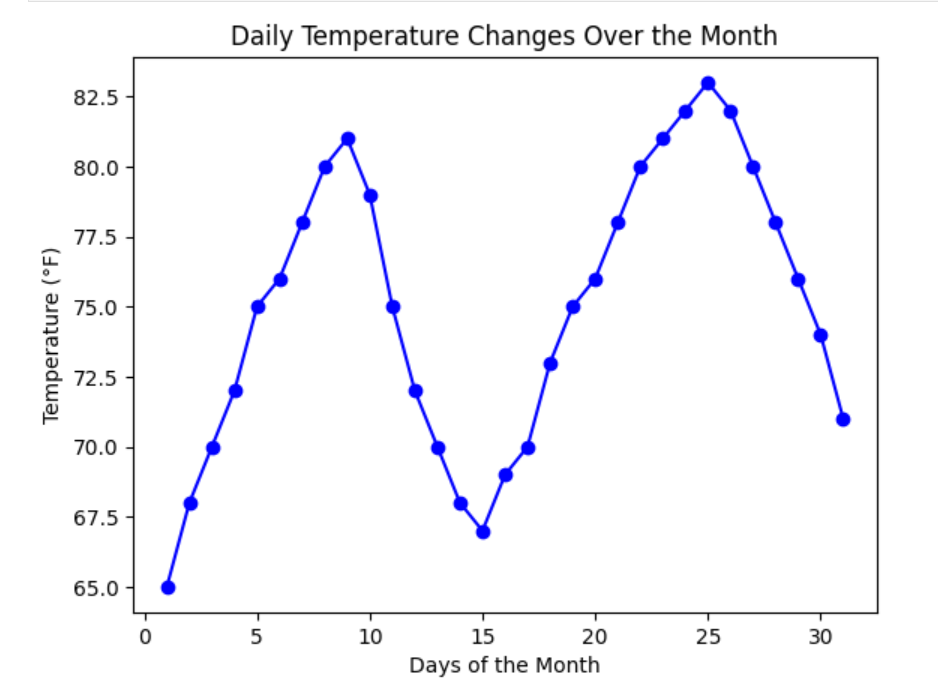 Daily Temperature Changes Over the Month
82.5
80.0
77.5
75.0
72.5
70.0
67.5
65.0
Temperature (°F)
0 5 10 15 20 25 30
Days of the Month